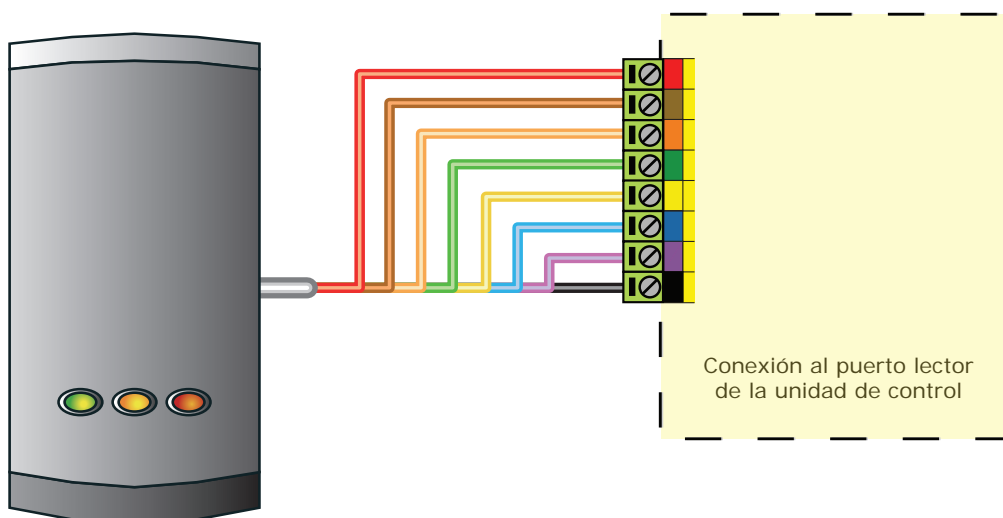 Conexión al puerto lector
de la unidad de control